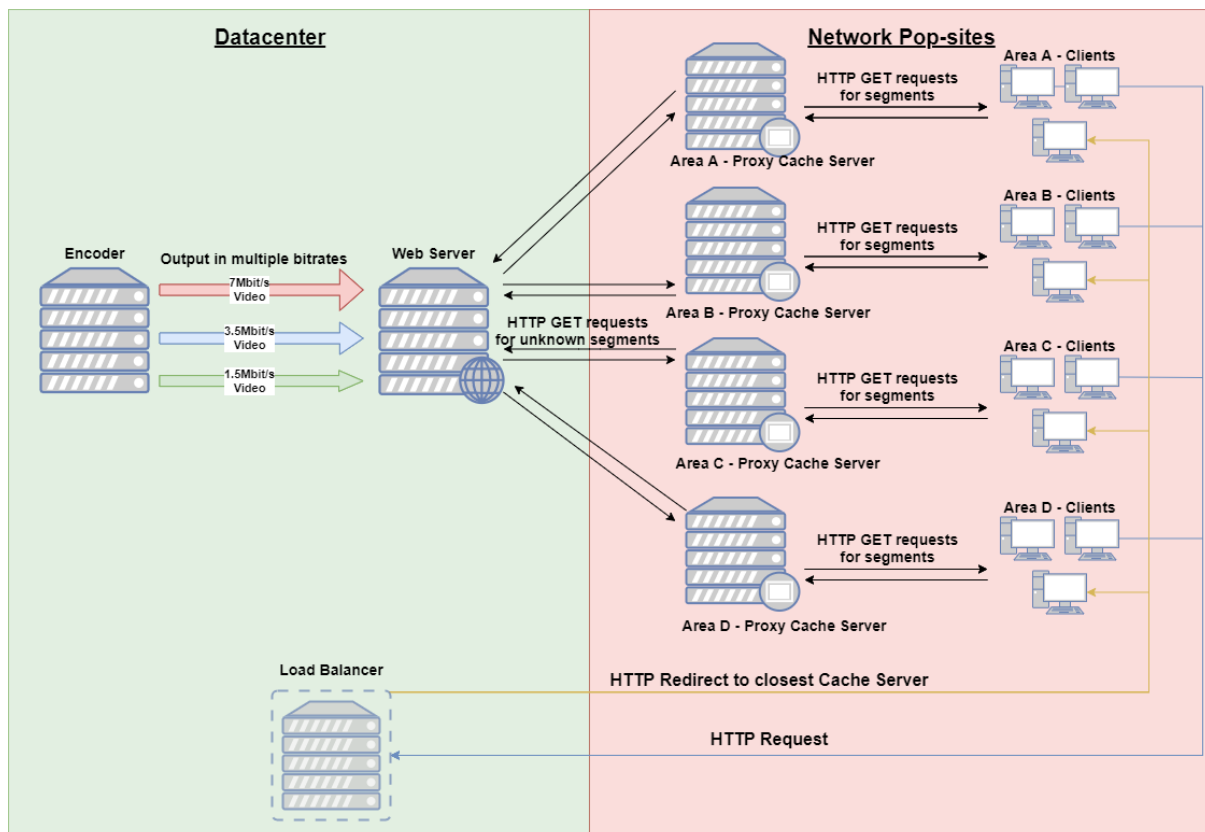 Datacenter
Network Pop-sites
Area A - Clients
HTTP GET requests
for segments
Area A - Proxy Cache Server
Area B - Clients
HTTP GET requests
for segments
Encoder
Output in multiple bitrates
Web Server
7Mbit/s
Video
Area B - Proxy Cache Server
HTTP GET requests
for unknown segments
3.5Mbit/s
Video
Area C - Clients
HTTP GET requests
for segments
1.5Mbit/s
Video
Area C - Proxy Cache Server
Area D - Clients
HTTP GET requests
for segments
Area D - Proxy Cache Server
Load Balancer
HTTP Redirect to closest Cache Server
HTTP Request